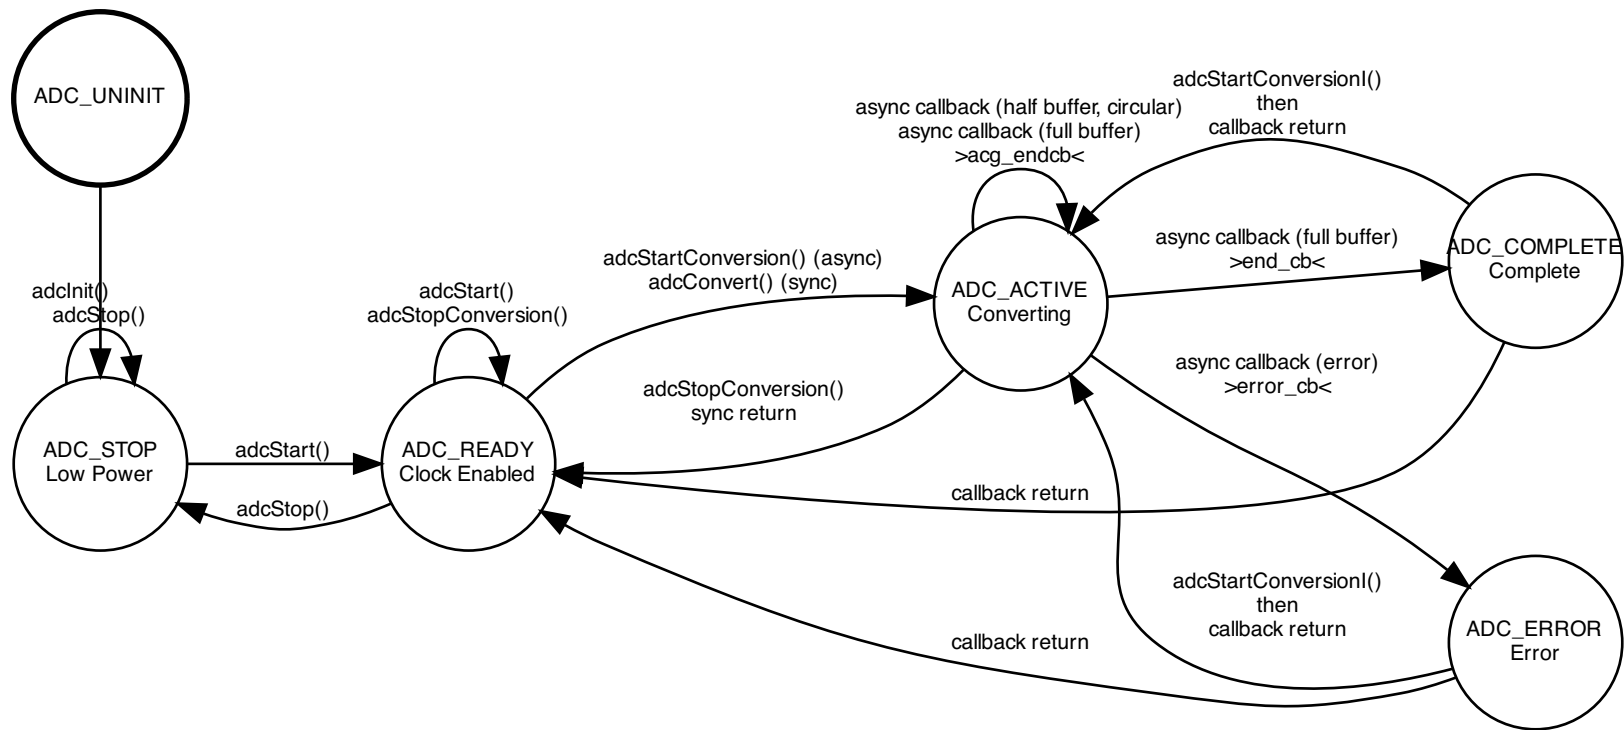 ADC_UNINIT
adcInit()
adcStop()
ADC_STOP
Low Power
adcStart()
adcStop()
adcStart()
adcStopConversion()
ADC_READY
Clock Enabled
adcStartConversion() (async)
adcConvert() (sync)
adcStopConversion()
sync return
async callback (half buffer, circular)
async callback (full buffer)
>acg_endcb<
ADC_ACTIVE
Converting
adcStartConversionI()
then
callback return
async callback (full buffer)
>end_cb<
ADC_COMPLETE
Complete
async callback (error)
>error_cb<
callback return
adcStartConversionI()
then
callback return
callback return
ADC_ERROR
Error